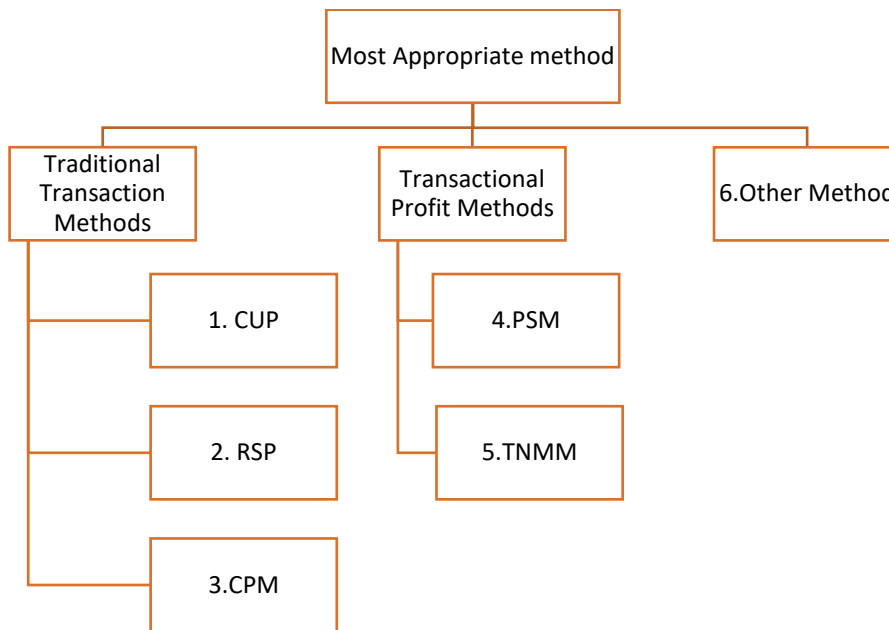 Most Appropriate method
Traditional
Transaction
Methods
Transactional
Profit Methods
6.Other Method
1. CUP
4.PSM
2. RSP
5.TNMM
3.CPM